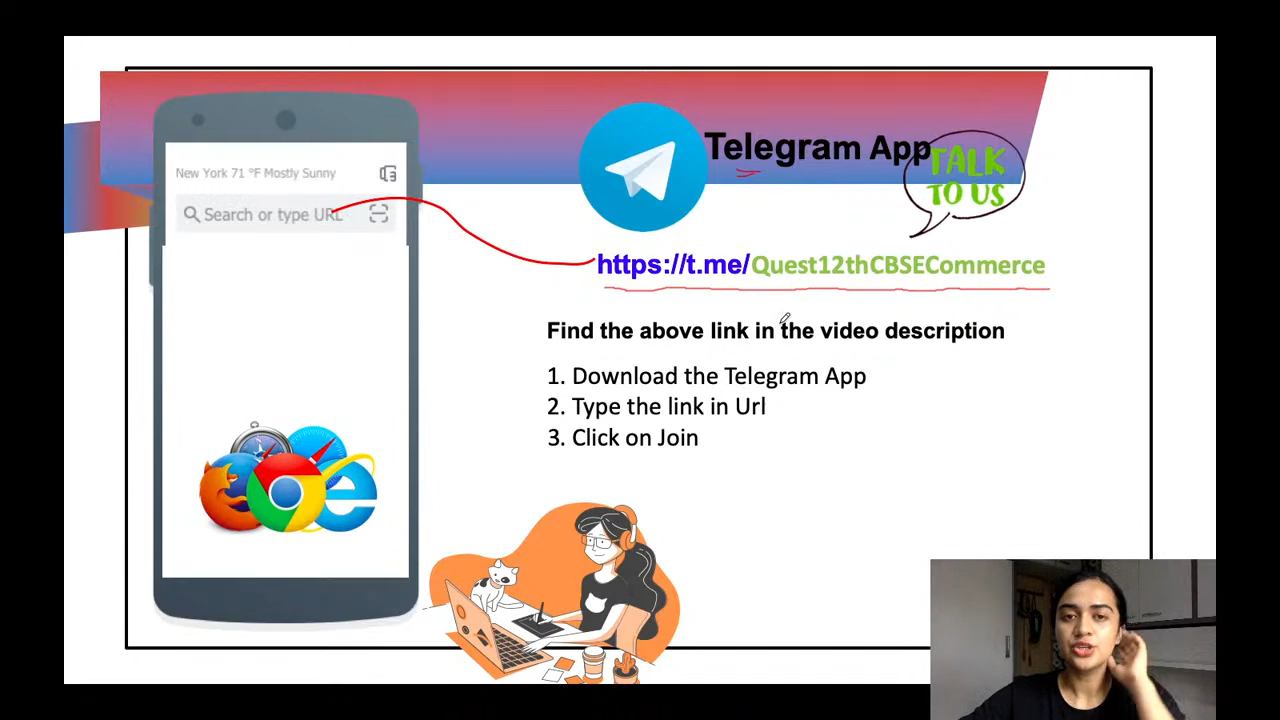 New York 71 °F Mostly Sunny
Search or type URL
Telegram App
TALK
TO US
https://t.me/Quest12thCBSECommerce
Find the above link in the video description
1. Download the Telegram App
2. Type the link in Url
3. Click on Join